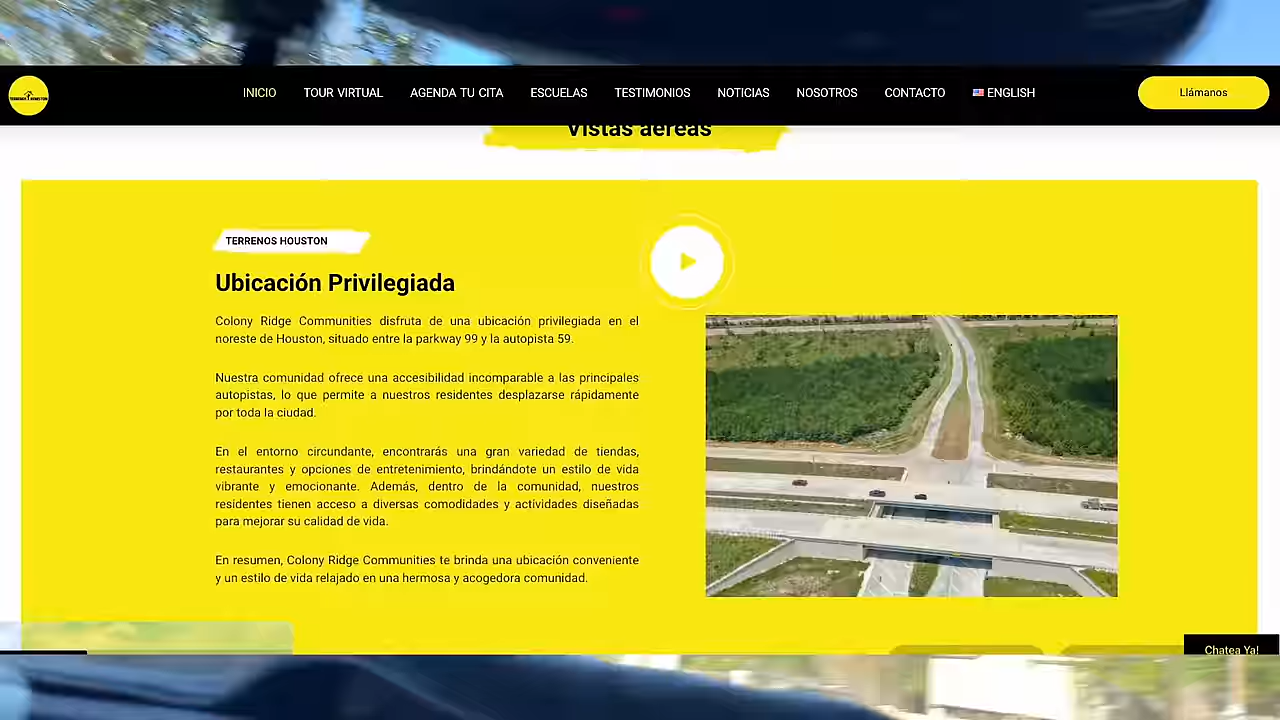 INICIO
TOUR VIRTUAL
AGENDA TU CITA
ESCUELAS
TESTIMONIOS
NOTICIAS
NOSOTROS
CONTACTO
ENGLISH
Llámanos
Vistas aéreas
TERRENOS HOUSTON
Ubicación Privilegiada
Colony Ridge Communities disfruta de una ubicación privilegiada en el
noreste de Houston, situado entre la parkway 99 y la autopista 59.
Nuestra comunidad ofrece una accesibilidad incomparable a las principales
autopistas, lo que permite a nuestros residentes desplazarse rápidamente
por toda la ciudad.
En el entorno circundante, encontrarás una gran variedad de tiendas,
restaurantes y opciones de entretenimiento, brindándote un estilo de vida
vibrante y emocionante. Además, dentro de la comunidad, nuestros
residentes tienen acceso a diversas comodidades y actividades diseñadas
para mejorar su calidad de vida.
En resumen, Colony Ridge Communities te brinda una ubicación conveniente
y un estilo de vida relajado en una hermosa y acogedora comunidad.
Chatea Ya!